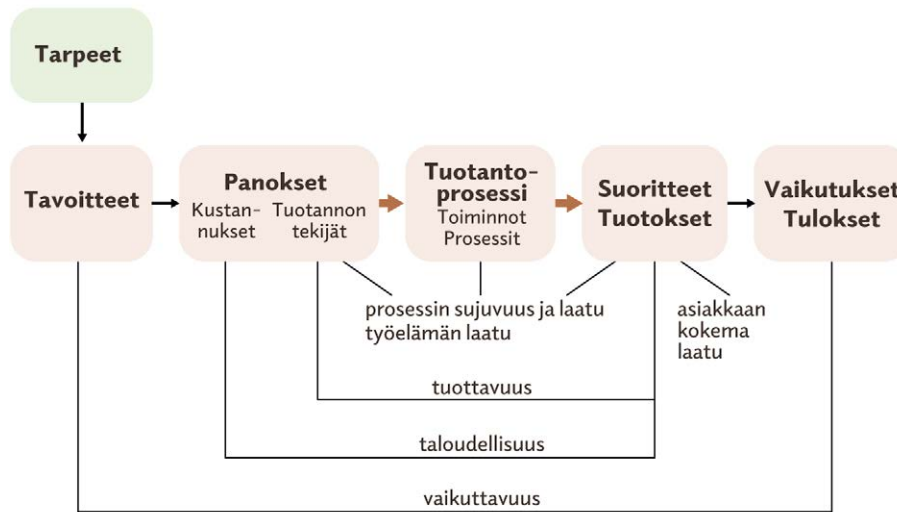 Tarpeet
Tavoitteet
Panokset
Kustan-
nukset
Tuotannon
tekijät
Tuotanto-
prosessi
Toiminnot
Prosessit
Suoritteet
Tuotokset
Vaikutukset
Tulokset
prosessin sujuvuus ja laatu
työelämän laatu
asiakkaan
kokema
laatu
tuottavuus
taloudellisuus
vaikuttavuus